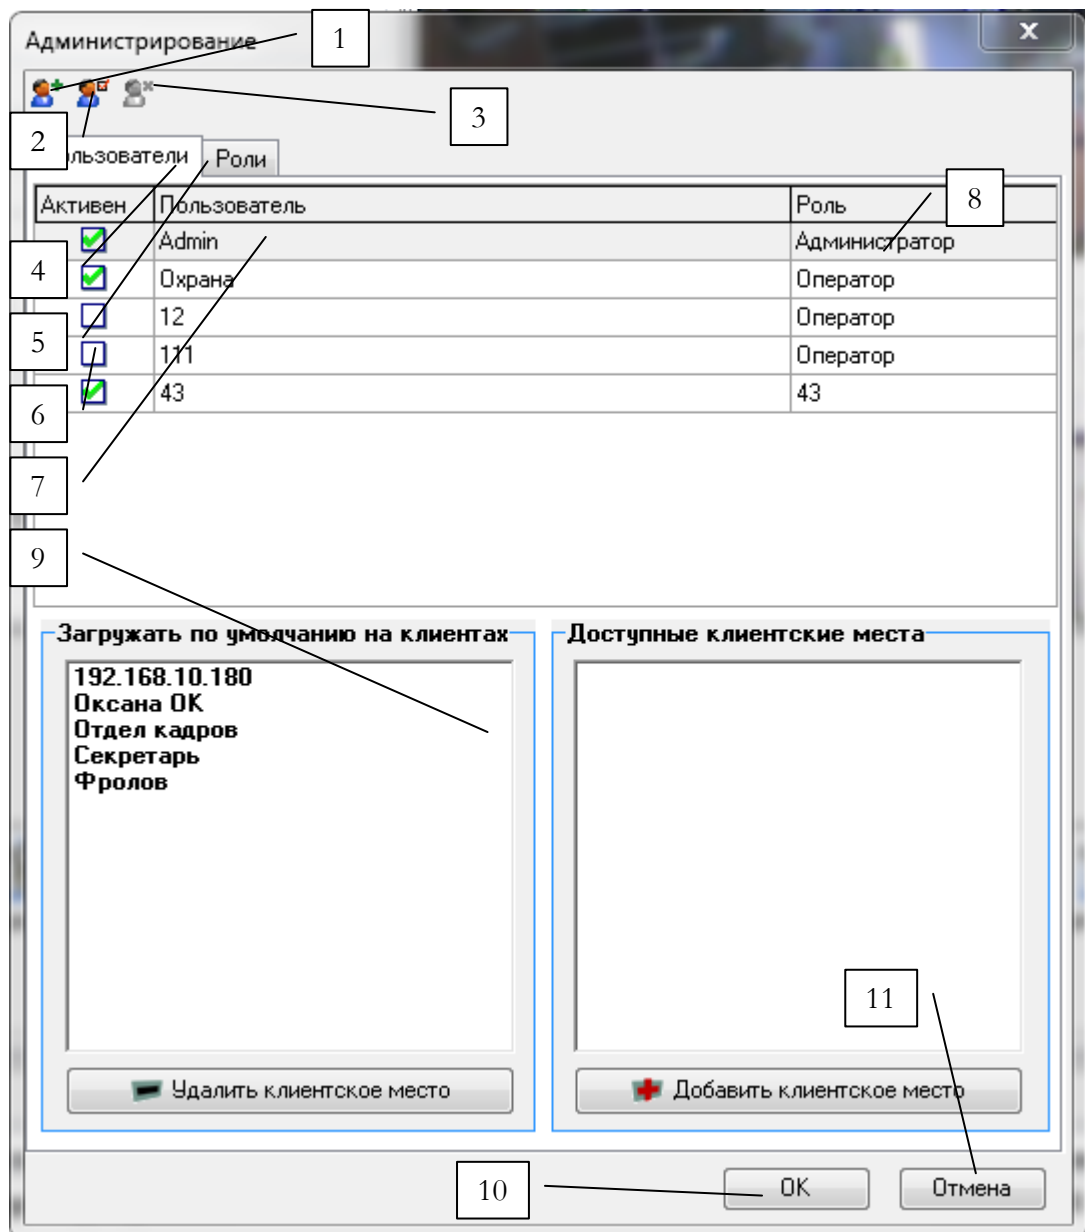 Администрирование
1
x
3
2
ользователи
Роли
Активен Пользователь Роль
8
Admin Администратор
4
Охрана Оператор
12 Оператор
5
111 Оператор
43 43
6
7
9
Загружать по умолчанию на клиентах
Доступные клиентские места
192.168.10.180
Оксана ОК
Отдел кадров
Секретарь
Фролов
11
Удалить клиентское место
Добавить клиентское место
10
OK
Отмена